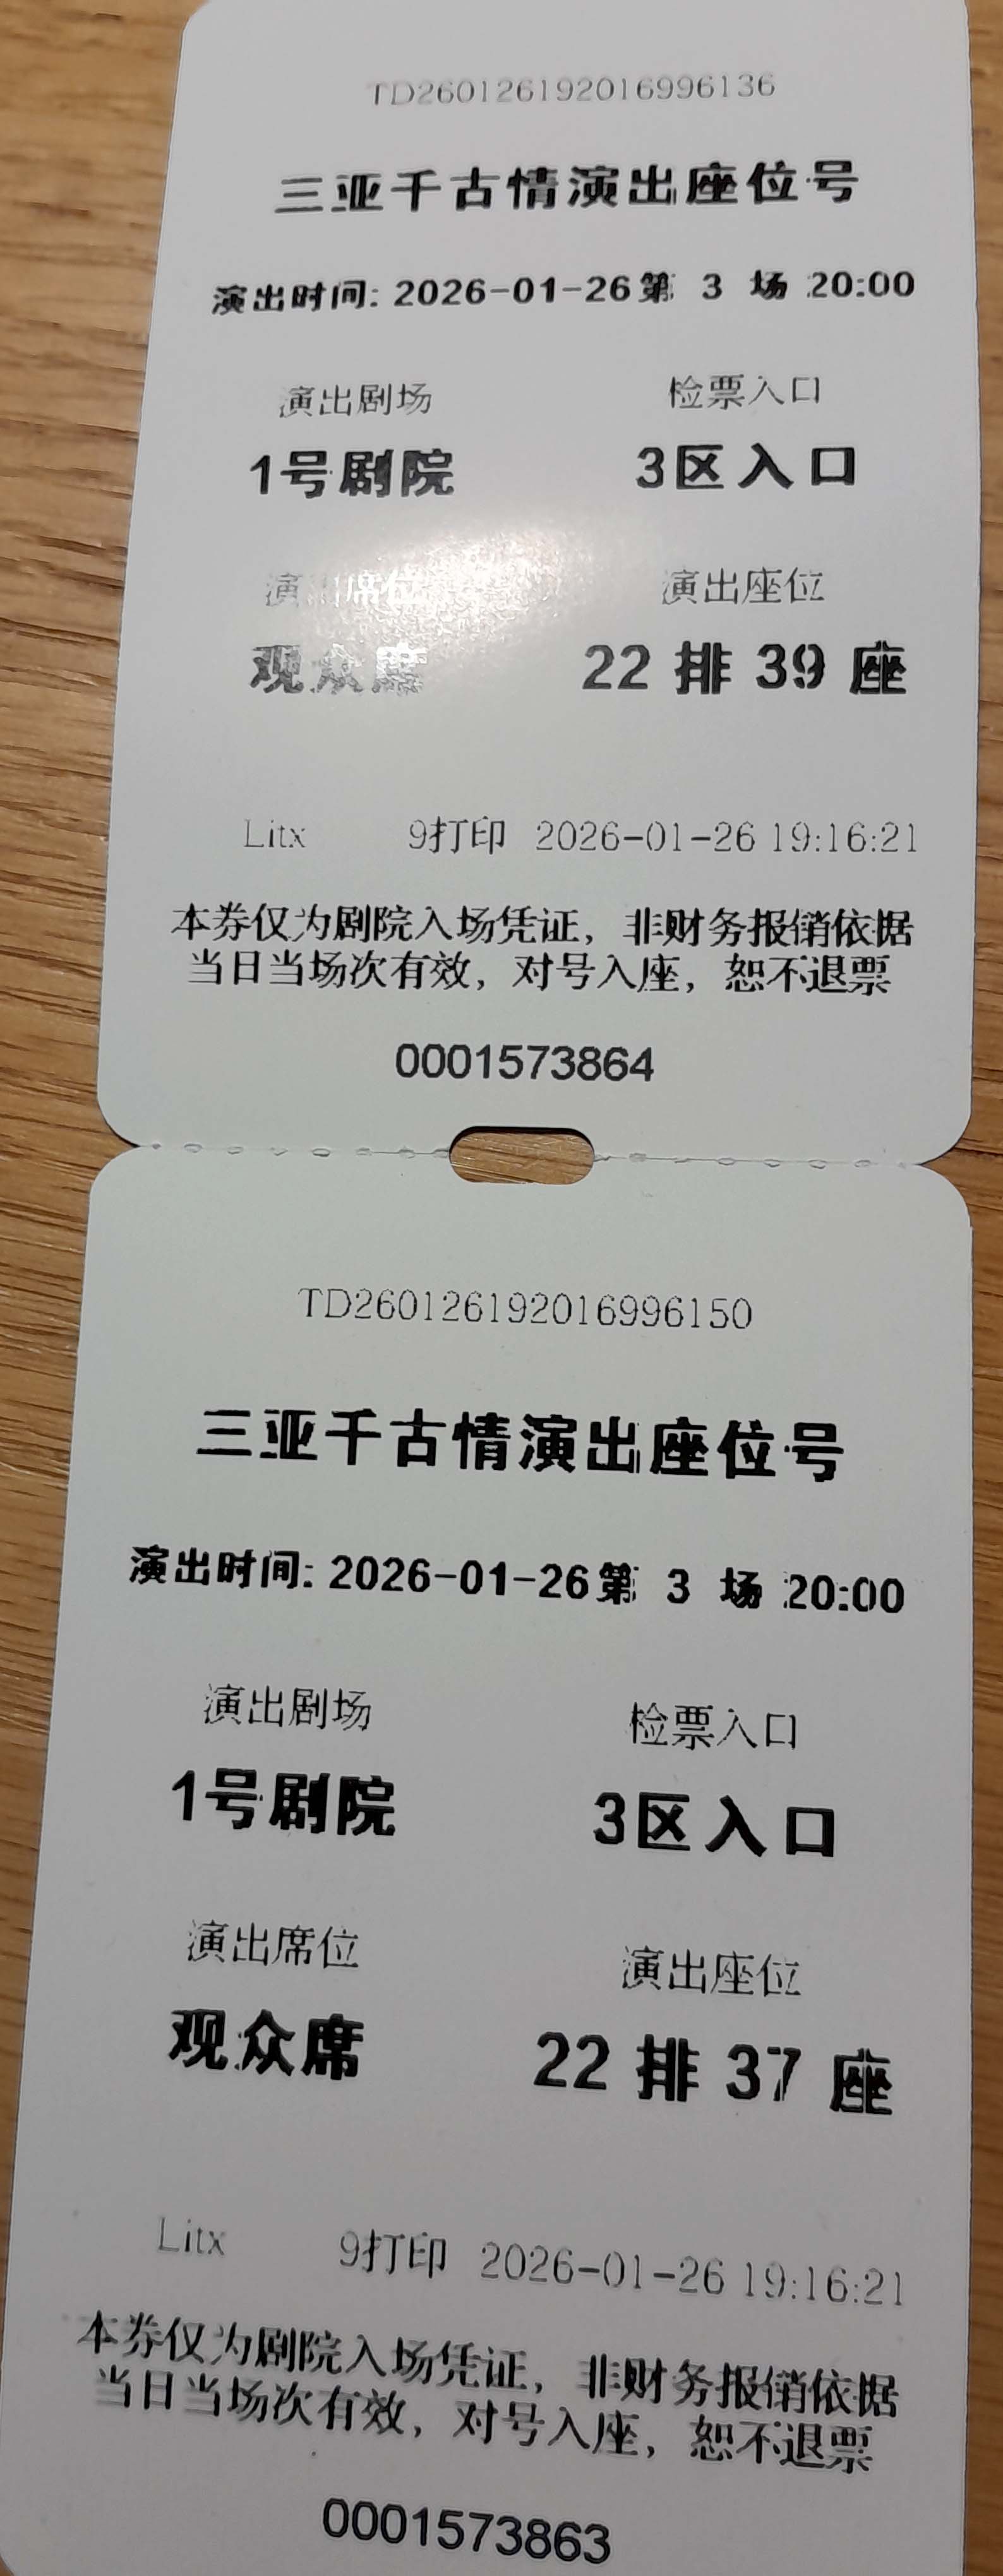 TD260126192016996136
三亚千古情演出座位号
演出时间: 2026-01-26第 3 场 20:00
演出剧场 检票入口
1号剧院 3区入口
演出席位 演出座位
观众席 22 排 39 座
Litx 9打印 2026-01-26 19:16:21
本券仅为剧院入场凭证，非财务报销依据
当日当场次有效，对号入座，恕不退票
0001573864
TD260126192016996150
三亚千古情演出座位号
演出时间: 2026-01-26第 3 场 20:00
演出剧场 检票入口
1号剧院 3区入口
演出席位 演出座位
观众席 22 排 37 座
Litx 9打印 2026-01-26 19:16:21
本券仅为剧院入场凭证，非财务报销依据
当日当场次有效，对号入座，恕不退票
0001573863